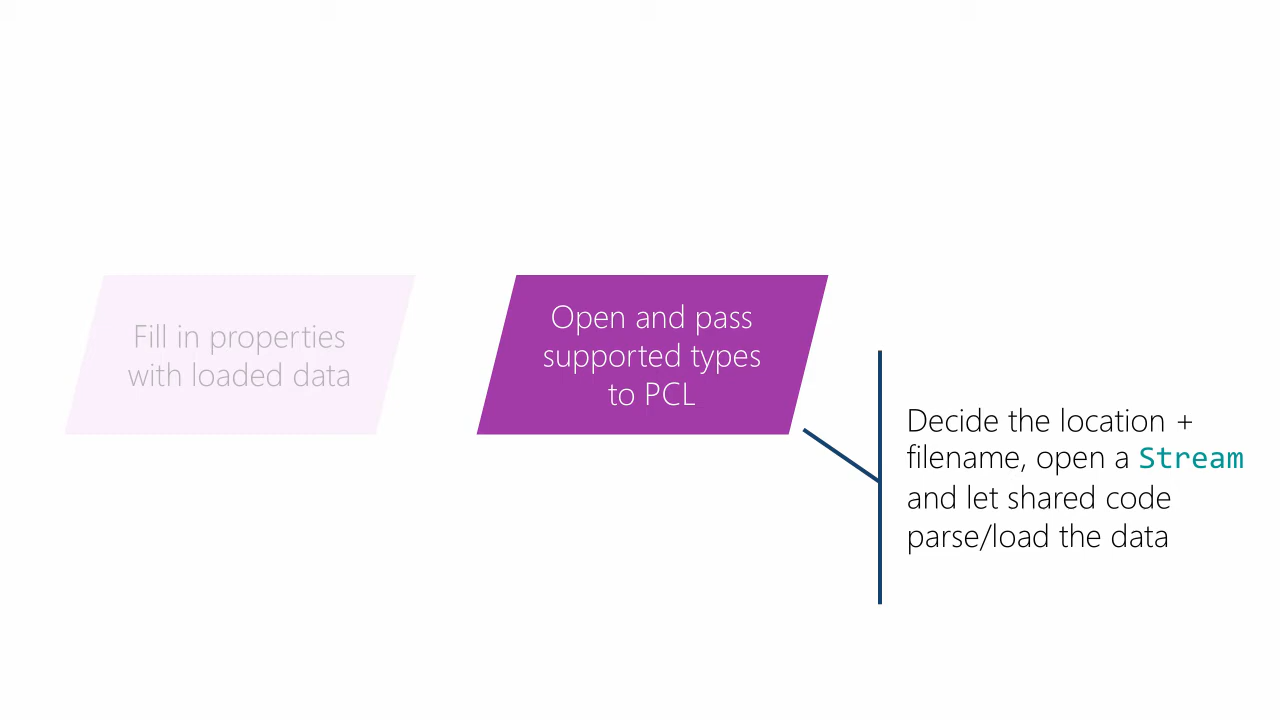 Fill in properties
with loaded data
Open and pass
supported types
to PCL
Decide the location +
filename, open a Stream
and let shared code
parse/load the data